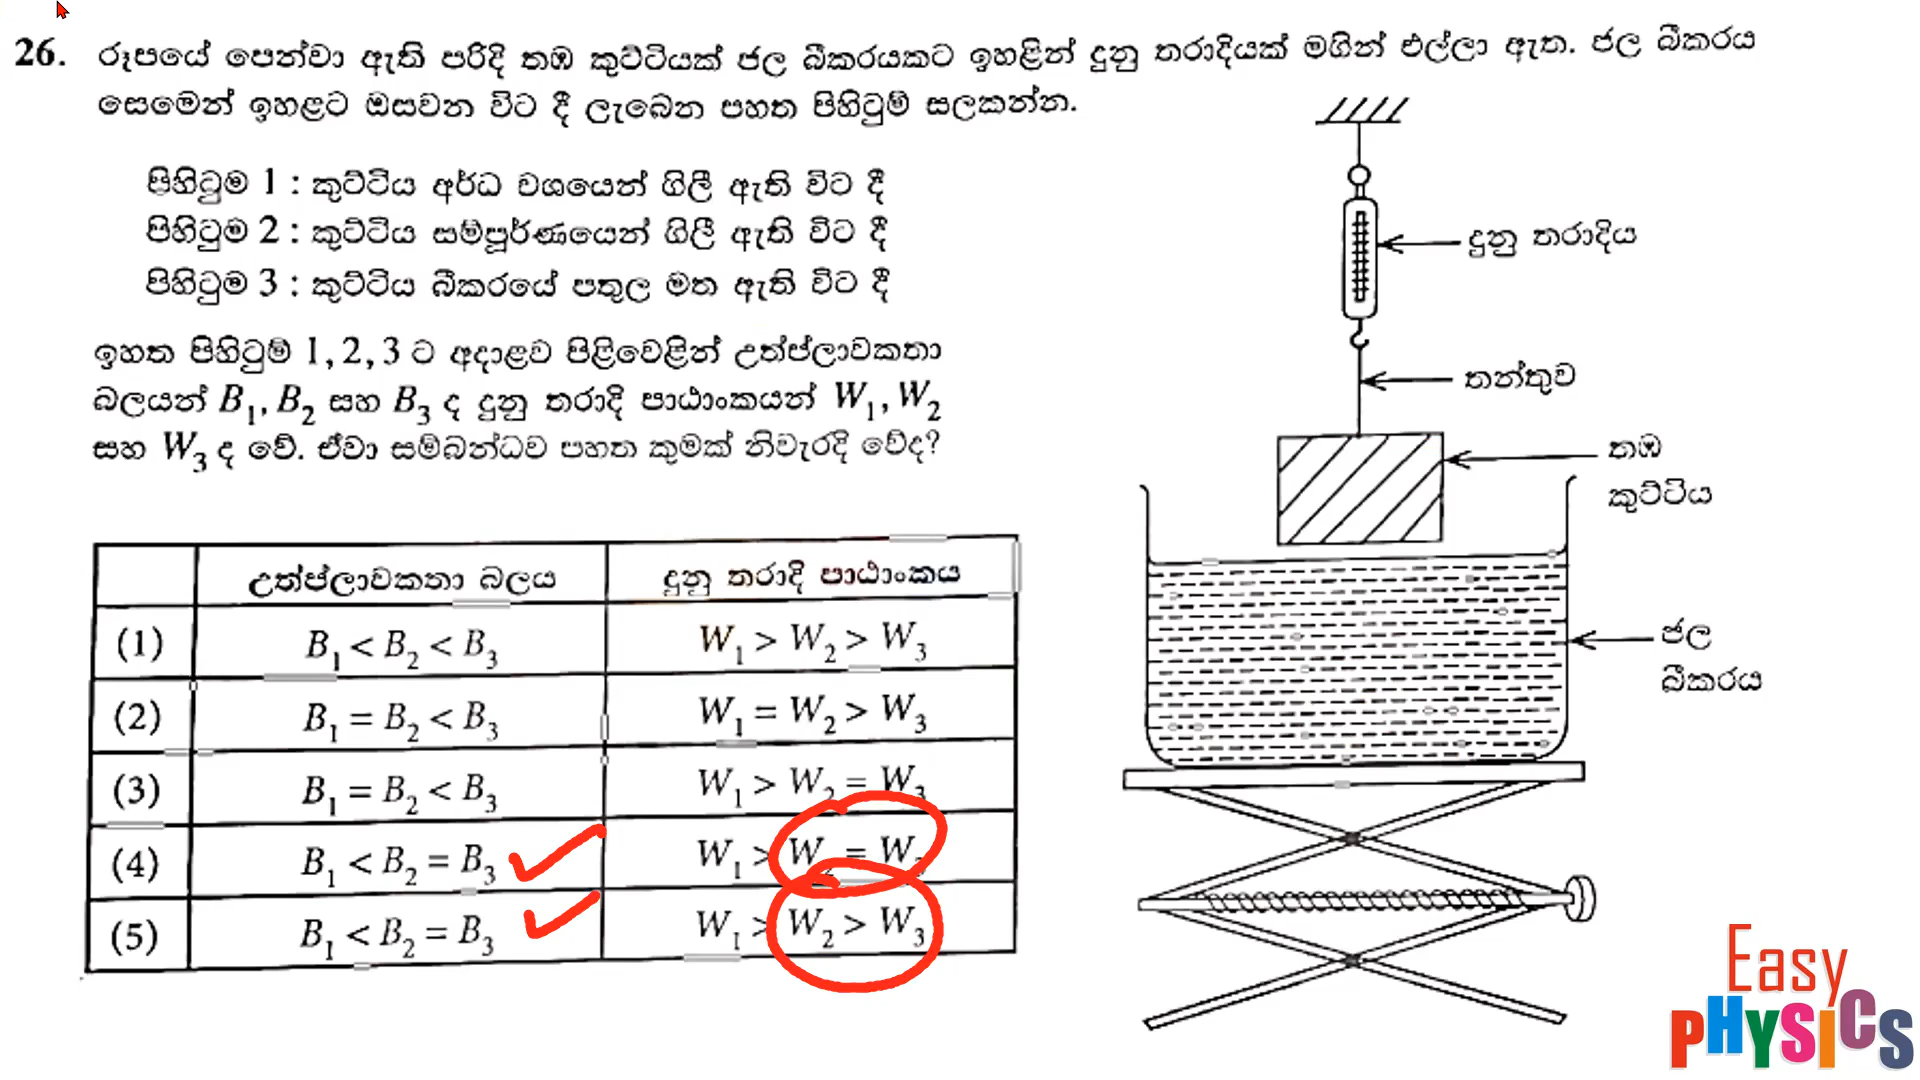 26. රූපයේ පෙන්වා ඇති පරිදි තඹ කුට්ටියක් ජල බීකරයකට ඉහළින් දුනු තරාදියක් මගින් එල්ලා ඇත. ජල බීකරය
සෙමෙන් ඉහළට ඔසවන විට දී ලැබෙන පහත පිහිටුම් සලකන්න.
පිහිටුම 1 : කුට්ටිය අර්ධ වශයෙන් ගිලී ඇති විට දී
පිහිටුම 2 : කුට්ටිය සම්පූර්ණයෙන් ගිලී ඇති විට දී
පිහිටුම 3 : කුට්ටිය බීකරයේ පතුල මත ඇති විට දී
ඉහත පිහිටුම් 1, 2, 3 ට අදාළව පිළිවෙළින් උත්ප්ලාවකතා
බලයන් B₁, B₂ සහ B₃ ද දුනු තරාදි පාඨාංකයන් W₁, W₂
සහ W₃ ද වේ. ඒවා සම්බන්ධව පහත කුමක් නිවැරදි වේද?
උත්ප්ලාවකතා බලය දුනු තරාදි පාඨාංකය
(1) B₁ < B₂ < B₃ W₁ > W₂ > W₃
(2) B₁ = B₂ < B₃ W₁ = W₂ > W₃
(3) B₁ = B₂ < B₃ W₁ > W₂ = W₃
(4) B₁ < B₂ = B₃ W₁ > W₂ = W₃
(5) B₁ < B₂ = B₃ W₁ > W₂ > W₃
දුනු තරාදිය
තන්තුව
තඹ
කුට්ටිය
ජල
බීකරය
Easy
PHYSICS